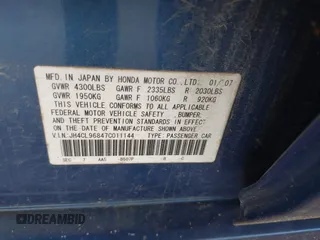 MFD. IN JAPAN BY HONDA MOTOR CO.,LTD. 01/'07
GVWR 4300LBS GAWR F 2335LBS R 2030LBS
GVWR 1950KG GAWR F 1060KG R 920KG
THIS VEHICLE CONFORMS TO ALL APPLICABLE
FEDERAL MOTOR VEHICLE SAFETY, BUMPER,
AND THEFT PREVENTION STANDARDS IN EFFECT
ON THE DATE OF MANUFACTURE SHOWN ABOVE.
V.I.N. JH4CL96847C011144 TYPE: PASSENGER CAR
DREAMBID